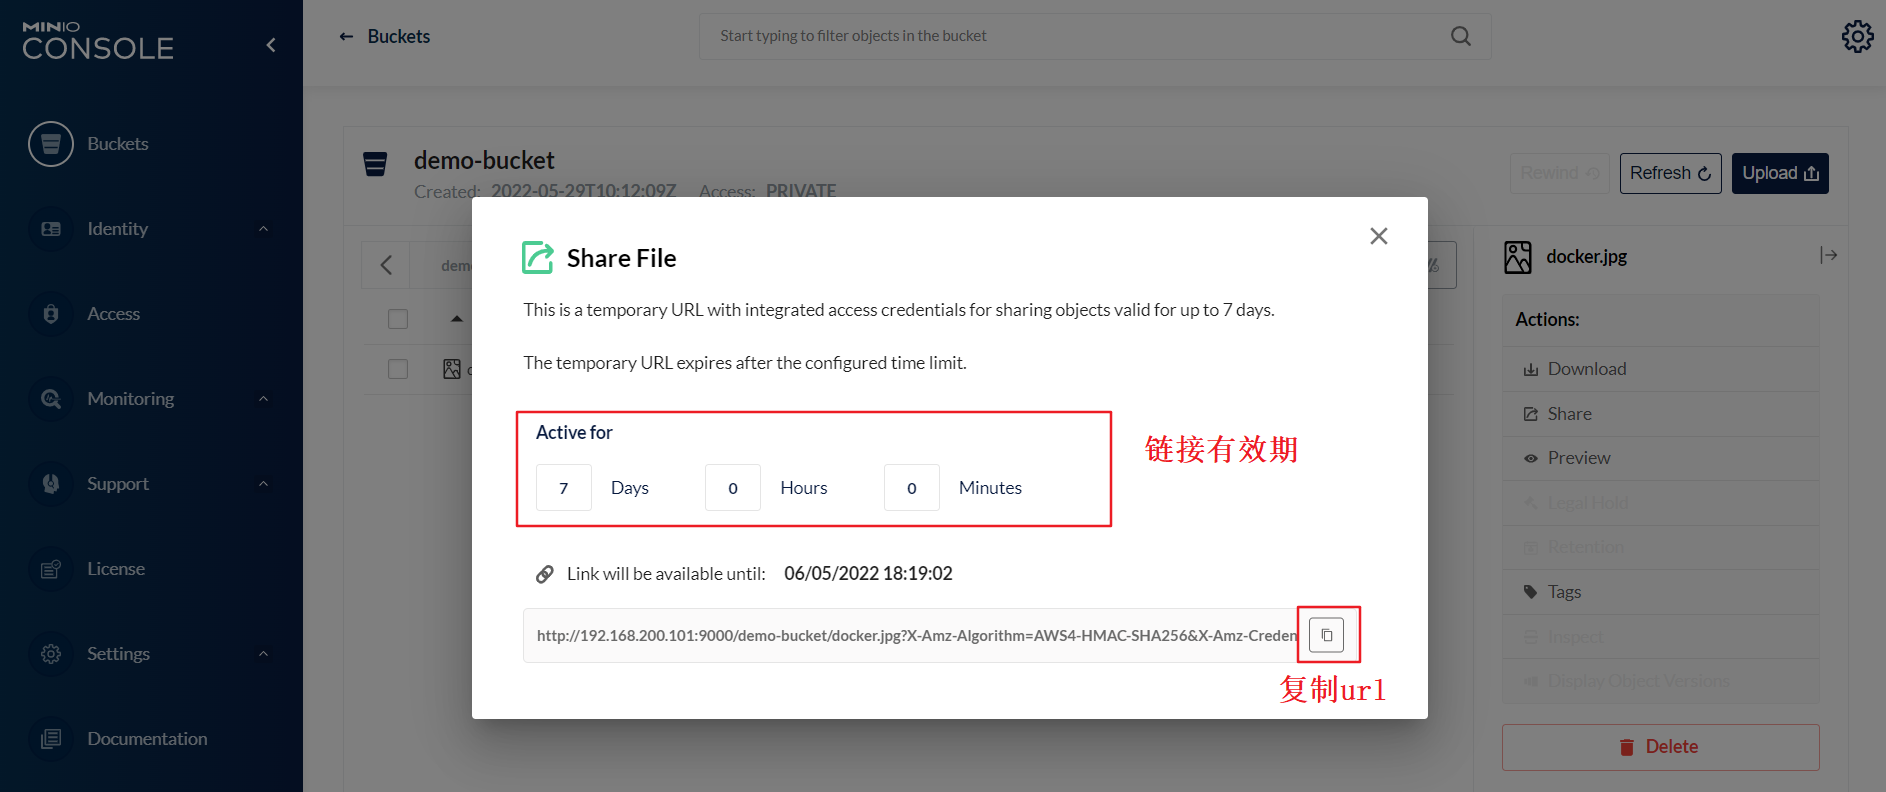 MINIO
CONSOLE
Buckets
Identity
Access
Monitoring
Support
License
Settings
Documentation
Buckets
Start typing to filter objects in the bucket
demo-bucket
Created: 2022-05-29T10:12:09Z Access: PRIVATE
Rewind
Refresh
Upload
Share File
This is a temporary URL with integrated access credentials for sharing objects valid for up to 7 days.
The temporary URL expires after the configured time limit.
Active for
7 Days 0 Hours 0 Minutes
链接有效期
Link will be available until: 06/05/2022 18:19:02
http://192.168.200.101:9000/demo-bucket/docker.jpg?X-Amz-Algorithm=AWS4-HMAC-SHA256&X-Amz-Creden
复制url
docker.jpg
Actions:
Download
Share
Preview
Legal Hold
Retention
Tags
Inspect
Display Object Versions
Delete